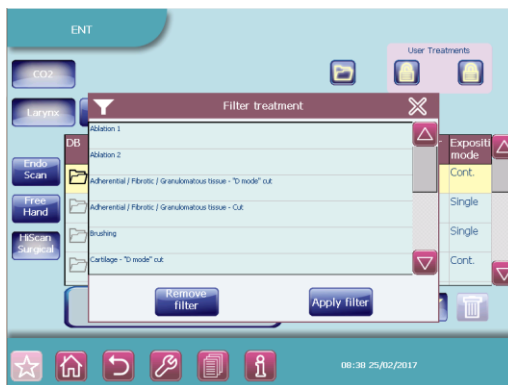 ENT
User Treatments
CO2
Larynx
Filter treatment
DB
Expositi
mode
Ablation 1
Ablation 2
Adherential / Fibrotic / Granulomatous tissue - "D mode" cut
Adherential / Fibrotic / Granulomatous tissue - Cut
Brushing
Cartilage - "D mode" cut
Endo
Scan
Free
Hand
HiScan
Surgical
Cont.
Single
Single
Cont.
Remove
filter
Apply filter
08:38 25/02/2017